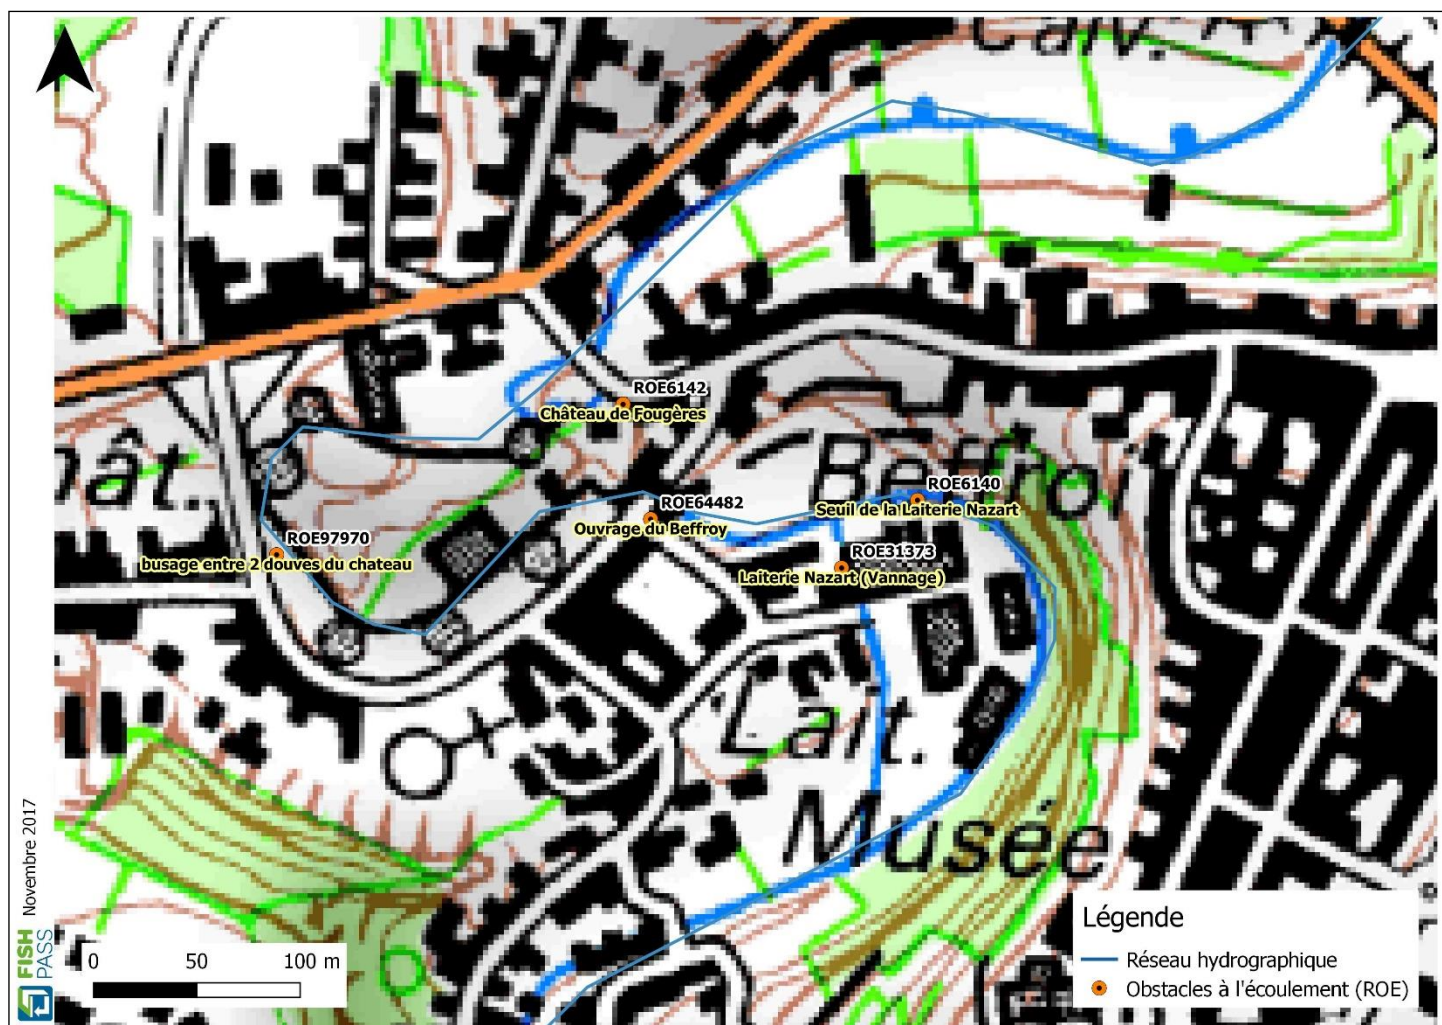 Calv.
ROE6142
Château de Fougères
ât.
Beffroi
ROE6140
Seuil de la Laiterie Nazart
ROE64482
Ouvrage du Beffroy
ROE97970
busage entre 2 douves du chateau
ROE31373
Laiterie Nazart (Vannage)
Lait.
Musée
Légende
Réseau hydrographique
Obstacles à l'écoulement (ROE)
0 50 100 m
FISH PASS
Novembre 2017